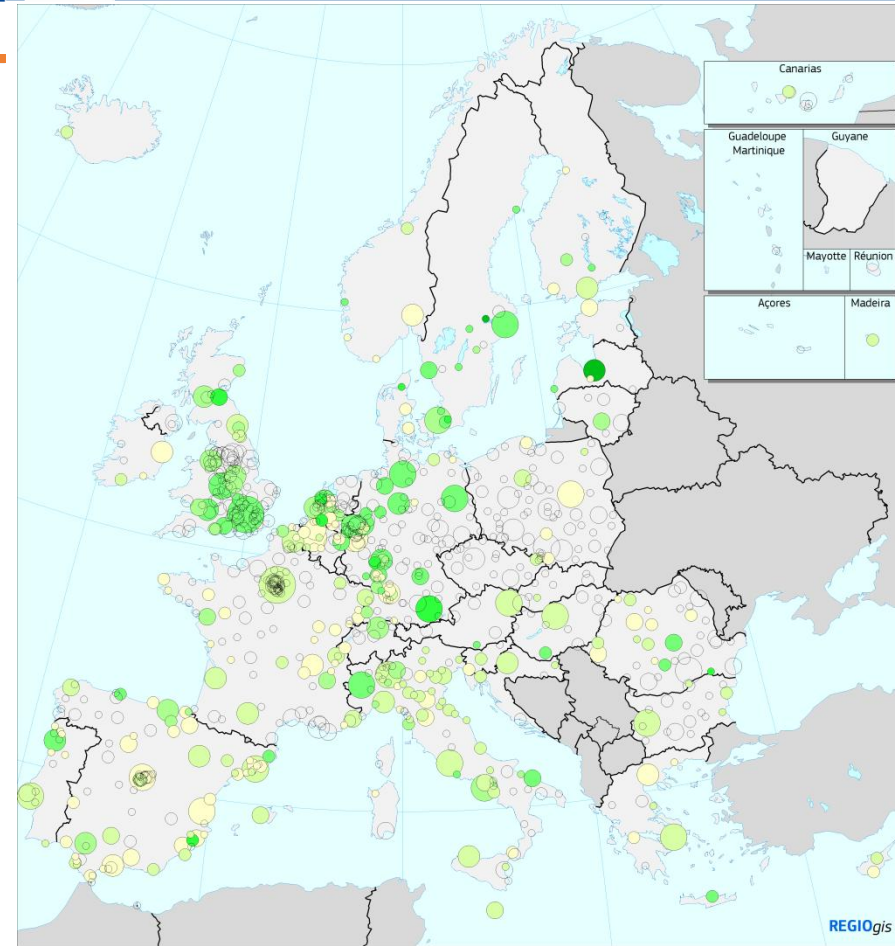 Canarias
Guadeloupe
Martinique
Guyane
Mayotte
Réunion
Açores
Madeira
REGIOgis